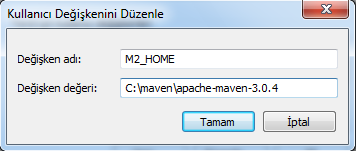 Kullanıcı Değişkenini Düzenle
Değişken adı: M2_HOME
Değişken değeri: C:\maven\apache-maven-3.0.4
Tamam İptal